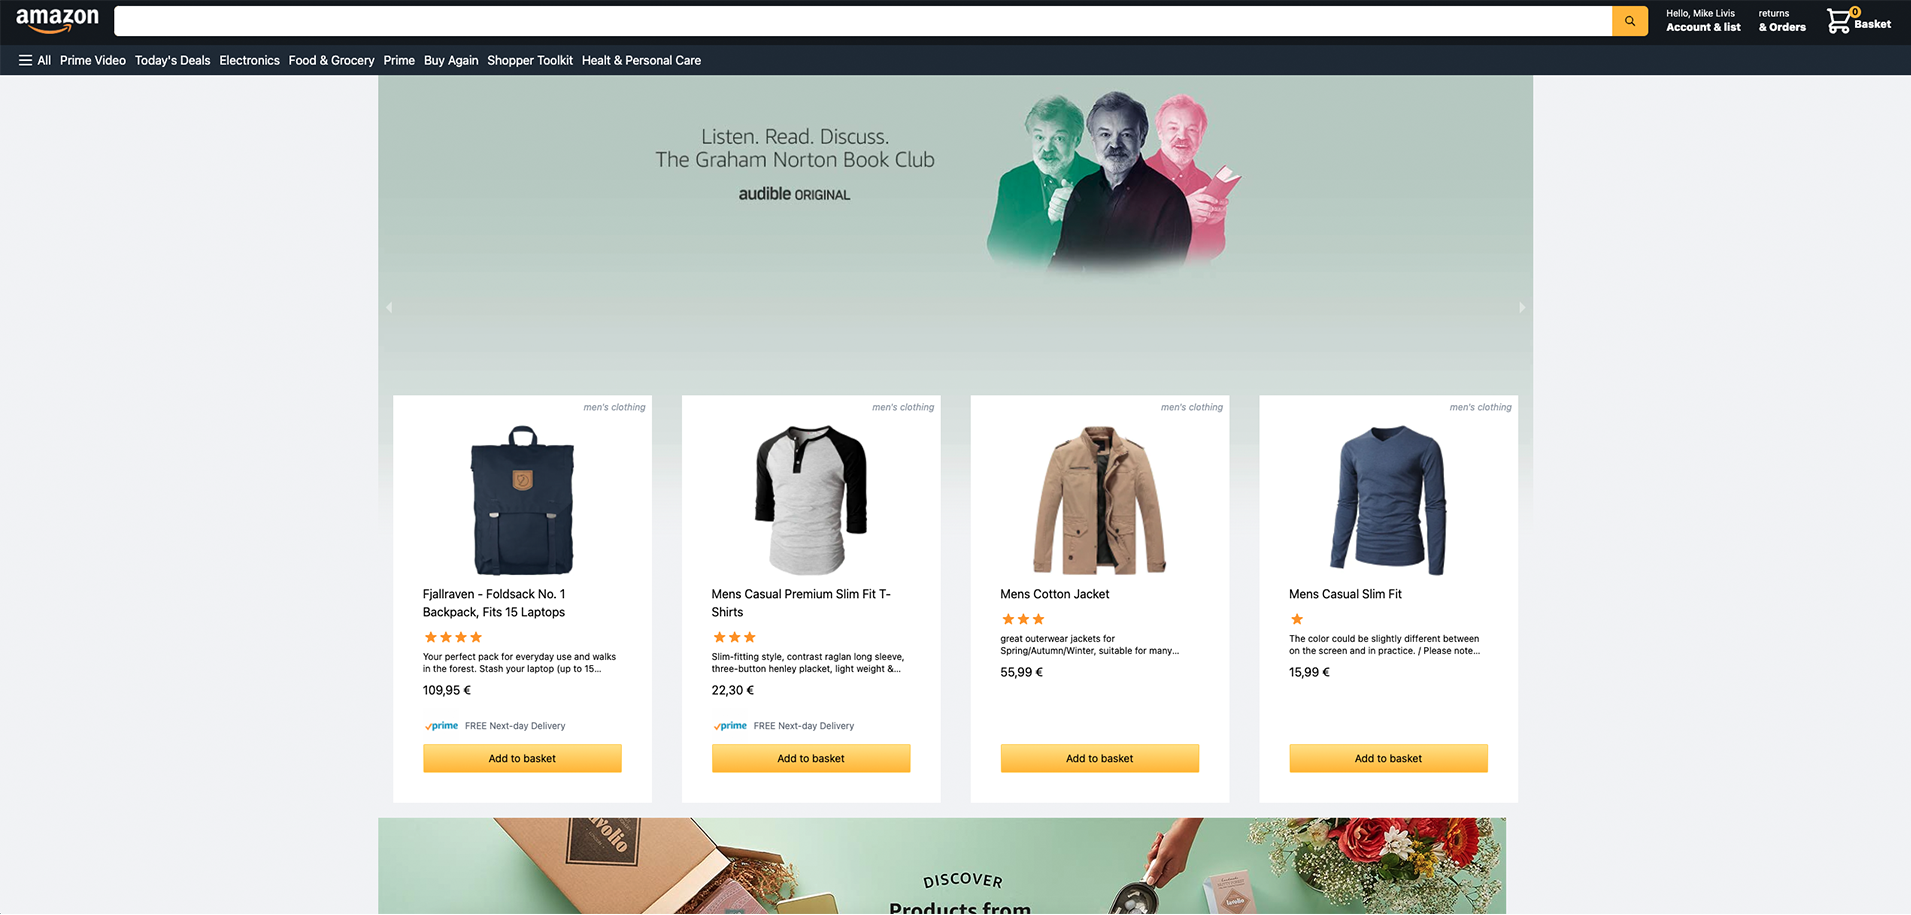 amazon
Hello, Mike Livis
Account & list
returns
& Orders
0
Basket
All Prime Video Today's Deals Electronics Food & Grocery Prime Buy Again Shopper Toolkit Healt & Personal Care
Listen. Read. Discuss.
The Graham Norton Book Club
audible ORIGINAL
men's clothing
Fjallraven - Foldsack No. 1
Backpack, Fits 15 Laptops
Your perfect pack for everyday use and walks
in the forest. Stash your laptop (up to 15...
109,95 €
prime FREE Next-day Delivery
Add to basket
men's clothing
Mens Casual Premium Slim Fit T-
Shirts
Slim-fitting style, contrast raglan long sleeve,
three-button henley placket, light weight &...
22,30 €
prime FREE Next-day Delivery
Add to basket
men's clothing
Mens Cotton Jacket
great outerwear jackets for
Spring/Autumn/Winter, suitable for many...
55,99 €
Add to basket
men's clothing
Mens Casual Slim Fit
The color could be slightly different between
on the screen and in practice. / Please note...
15,99 €
Add to basket
DISCOVER
Products from
lavolio